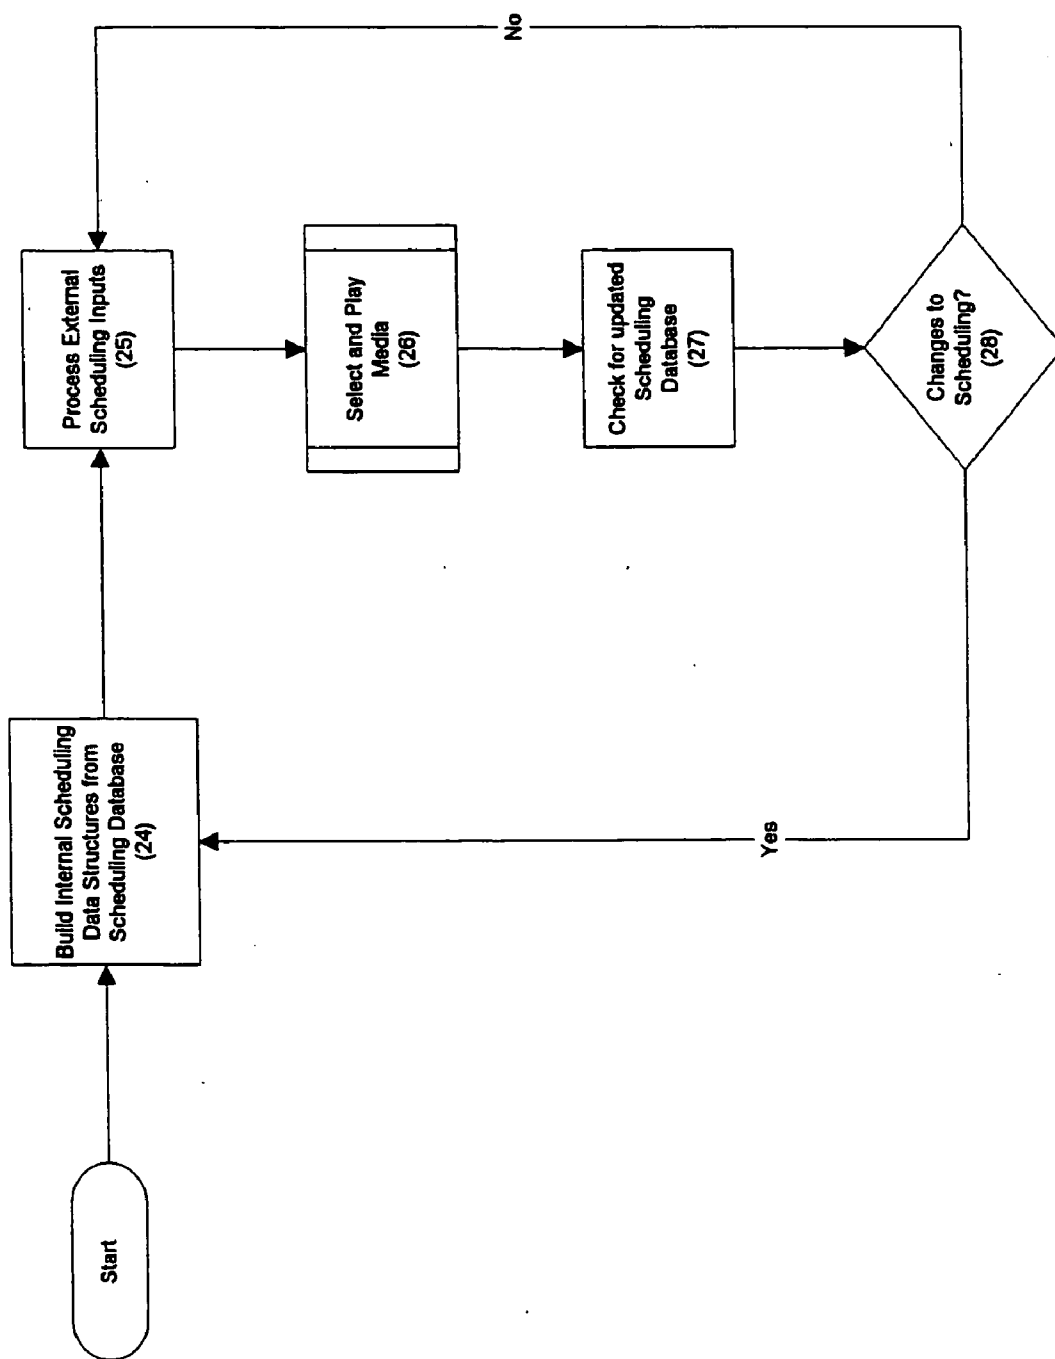 Start
Build Internal Scheduling
Data Structures from
Scheduling Database
(24)
Process External
Scheduling Inputs
(25)
Select and Play
Media
(26)
Check for updated
Scheduling
Database
(27)
Changes to
Scheduling?
(28)
Yes
No